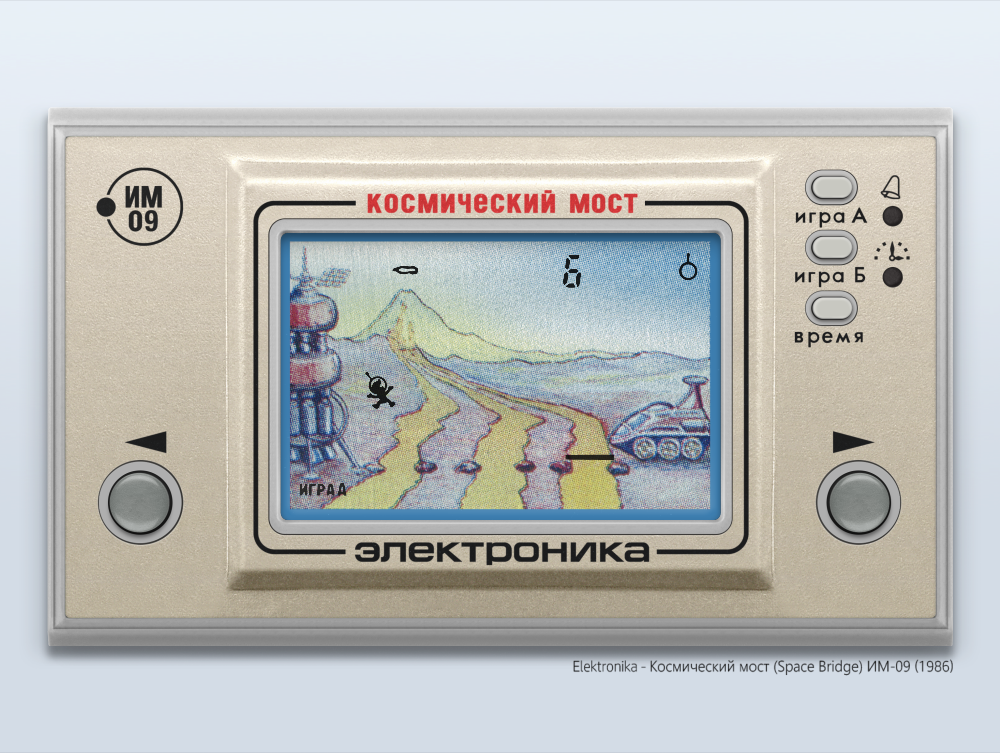 ИМ
09
КОСМИЧЕСКИЙ МОСТ
игра А
игра Б
время
6
ИГРА А
электроника
Elektronika - Космический мост (Space Bridge) ИМ-09 (1986)